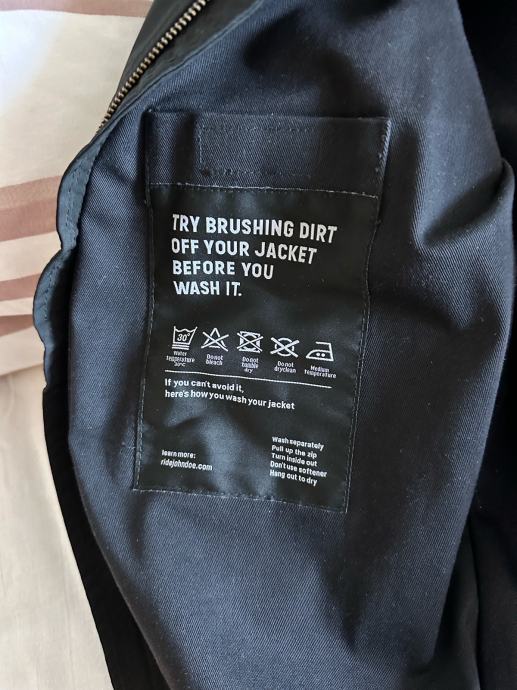 TRY BRUSHING DIRT
OFF YOUR JACKET
BEFORE YOU
WASH IT.
30°
Water
temperature
30°C
Do not
bleach
Do not
tumble
dry
Do not
dryclean
Medium
temperature
If you can't avoid it,
here's how you wash your jacket
learn more:
ridejohndoe.com
Wash separately
Pull up the zip
Turn inside out
Don't use softener
Hang out to dry